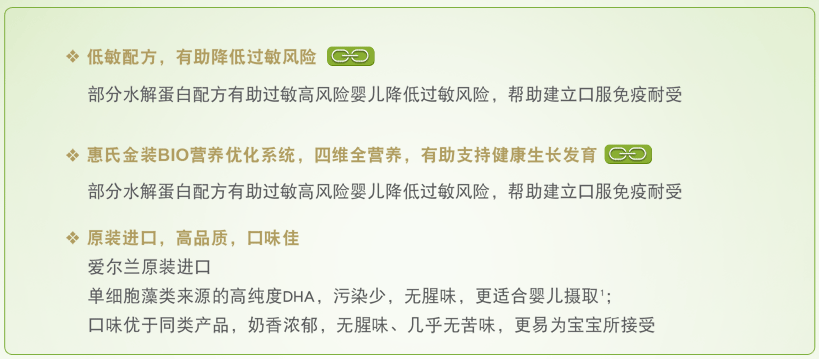 ❖ 低敏配方，有助降低过敏风险
部分水解蛋白配方有助过敏高风险婴儿降低过敏风险，帮助建立口服免疫耐受
❖ 惠氏金装BIO营养优化系统，四维全营养，有助支持健康生长发育
部分水解蛋白配方有助过敏高风险婴儿降低过敏风险，帮助建立口服免疫耐受
❖ 原装进口，高品质，口味佳
爱尔兰原装进口
单细胞藻类来源的高纯度DHA，污染少，无腥味，更适合婴儿摄取¹；
口味优于同类产品，奶香浓郁，无腥味、几乎无苦味，更易为宝宝所接受